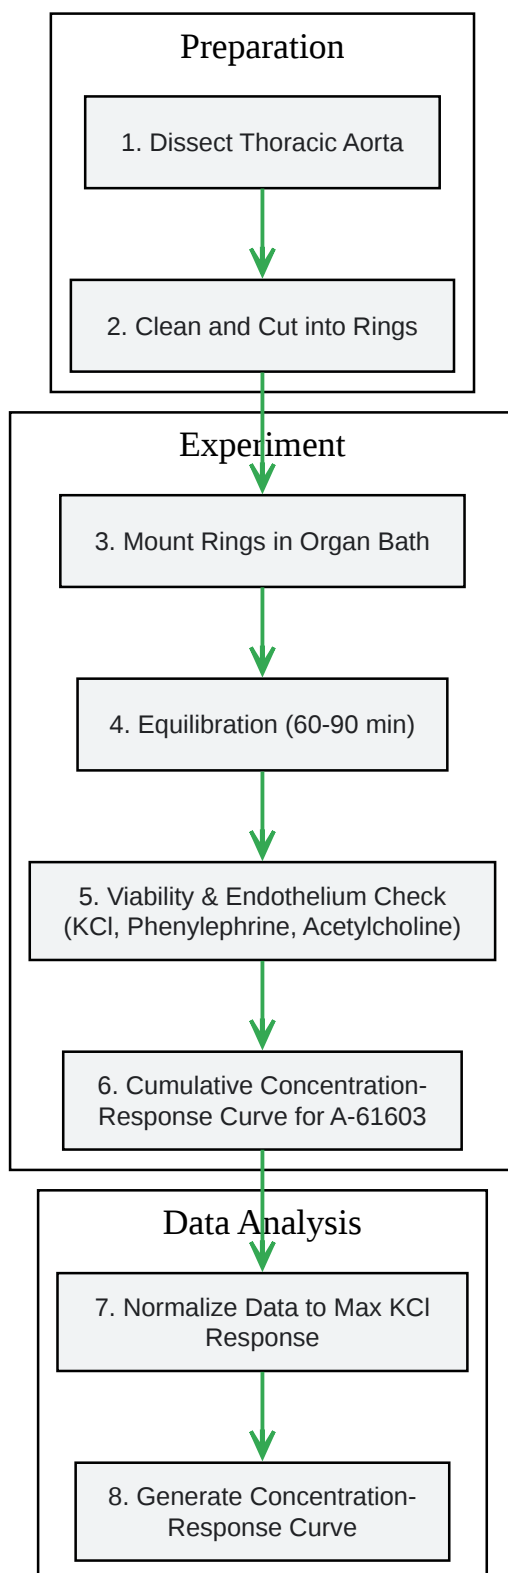 Preparation
1. Dissect Thoracic Aorta
2. Clean and Cut into Rings
Experiment
3. Mount Rings in Organ Bath
4. Equilibration (60-90 min)
5. Viability & Endothelium Check
(KCl, Phenylephrine, Acetylcholine)
6. Cumulative Concentration-
Response Curve for A-61603
Data Analysis
7. Normalize Data to Max KCl
Response
8. Generate Concentration-
Response Curve